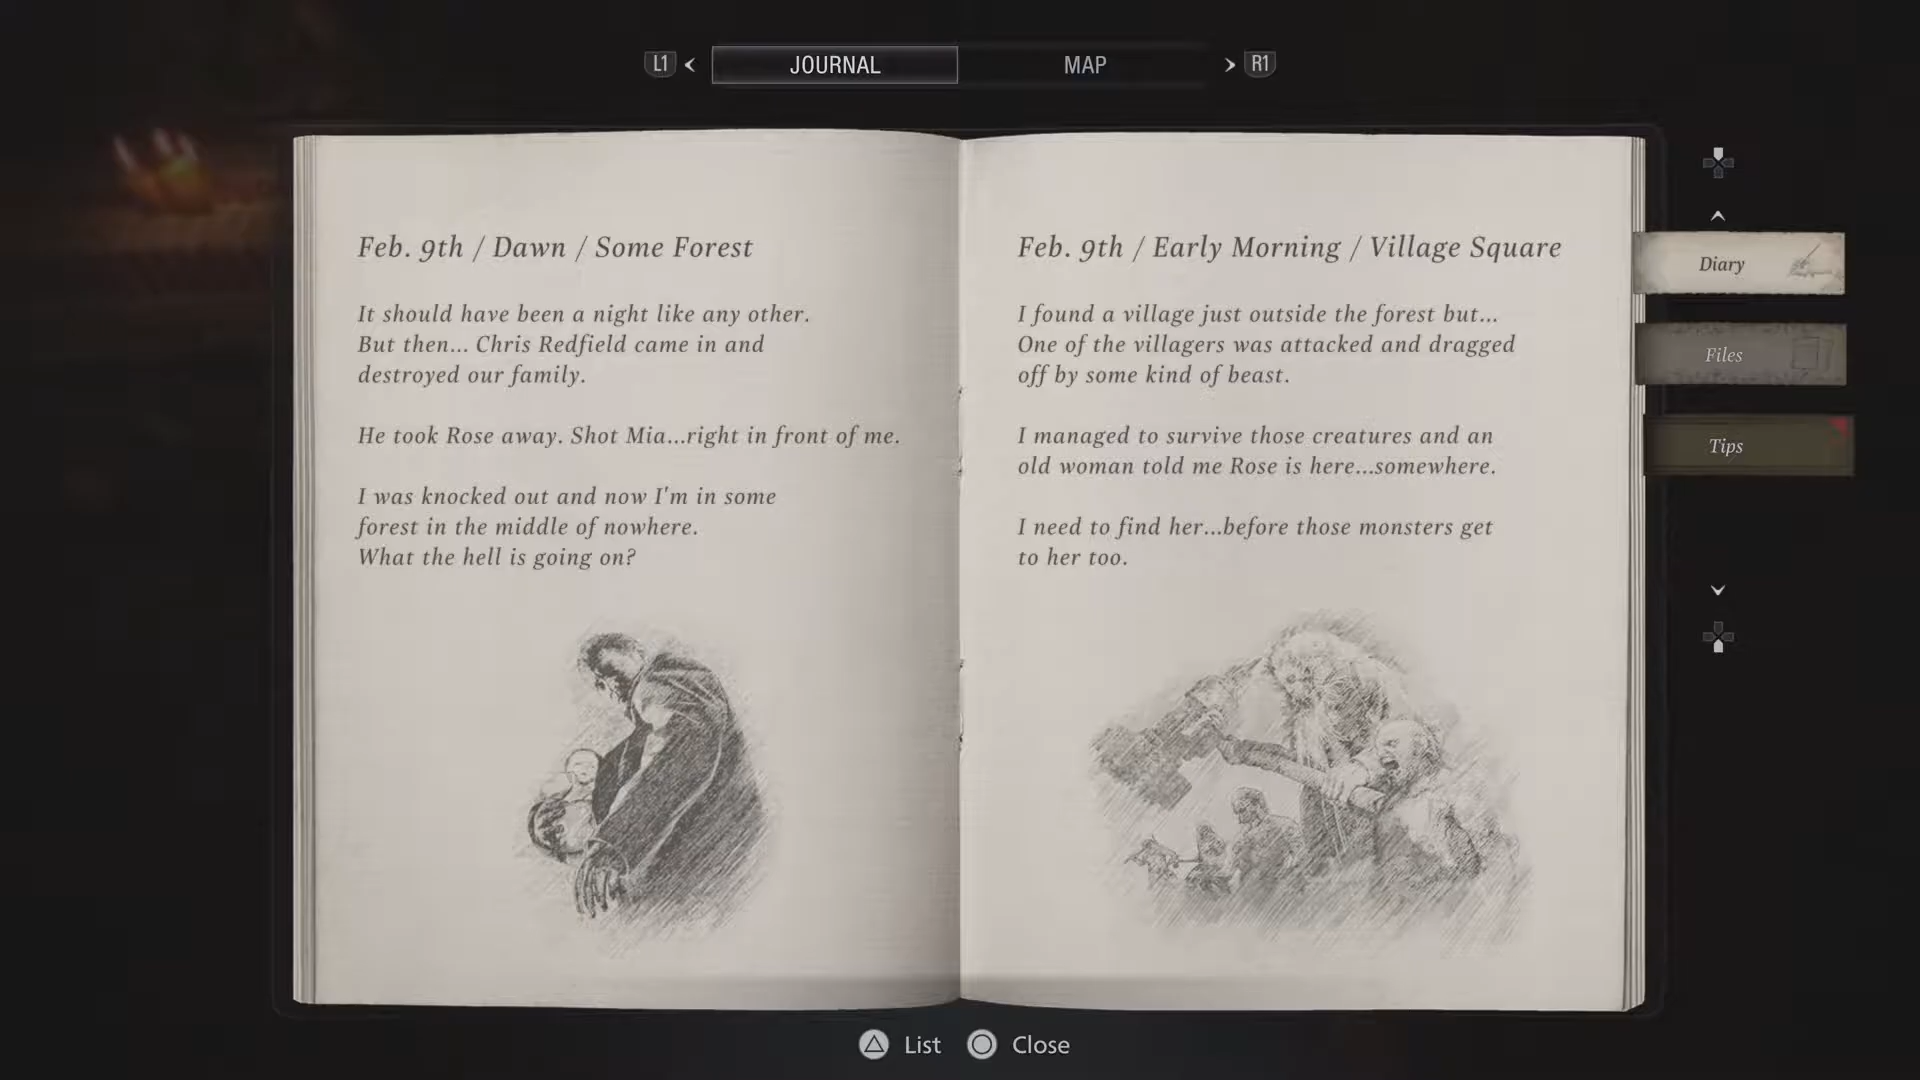 L1 JOURNAL MAP R1
Feb. 9th / Dawn / Some Forest
It should have been a night like any other.
But then... Chris Redfield came in and
destroyed our family.
He took Rose away. Shot Mia...right in front of me.
I was knocked out and now I'm in some
forest in the middle of nowhere.
What the hell is going on?
Feb. 9th / Early Morning / Village Square
I found a village just outside the forest but...
One of the villagers was attacked and dragged
off by some kind of beast.
I managed to survive those creatures and an
old woman told me Rose is here...somewhere.
I need to find her...before those monsters get
to her too.
Diary
Files
Tips
List Close